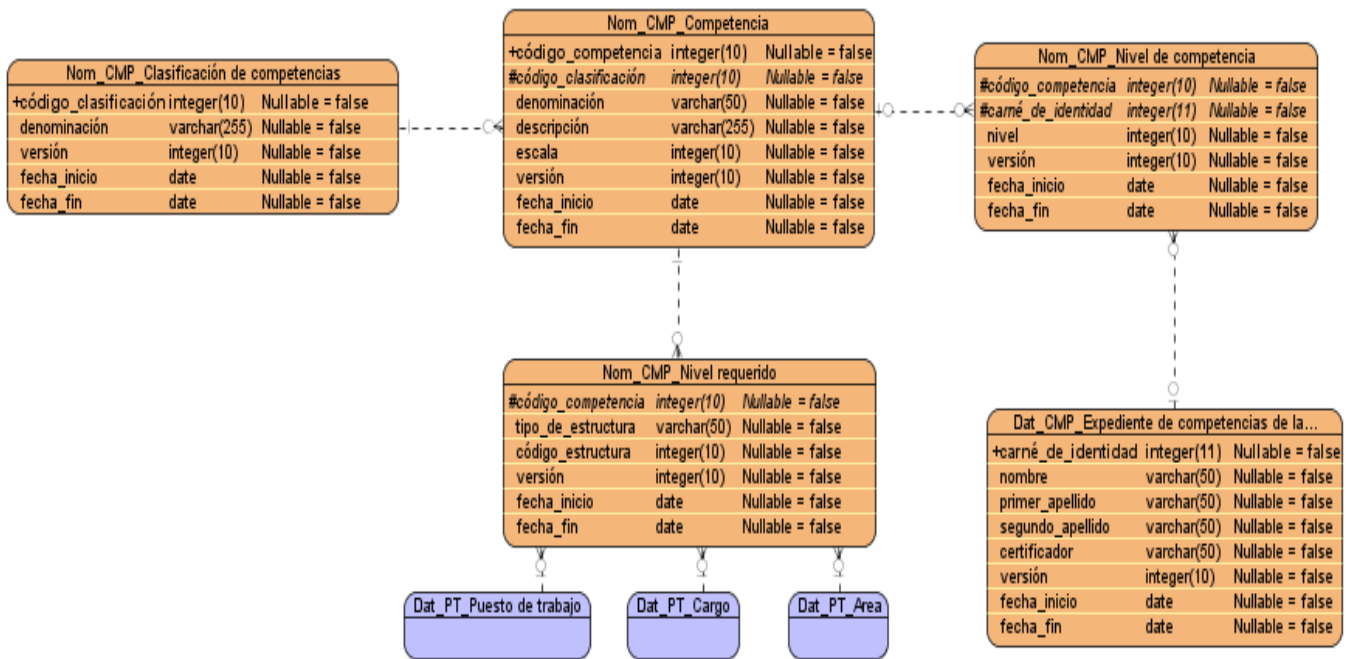 Nom_CMP_Clasificación de competencias
+código_clasificación integer(10) Nullable = false
denominación varchar(255) Nullable = false
versión integer(10) Nullable = false
fecha_inicio date Nullable = false
fecha_fin date Nullable = false
Nom_CMP_Competencia
+código_competencia integer(10) Nullable = false
#código_clasificación integer(10) Nullable = false
denominación varchar(50) Nullable = false
descripción varchar(255) Nullable = false
escala integer(10) Nullable = false
versión integer(10) Nullable = false
fecha_inicio date Nullable = false
fecha_fin date Nullable = false
Nom_CMP_Nivel de competencia
#código_competencia integer(10) Nullable = false
#carné_de_identidad integer(11) Nullable = false
nivel integer(10) Nullable = false
versión integer(10) Nullable = false
fecha_inicio date Nullable = false
fecha_fin date Nullable = false
Nom_CMP_Nivel requerido
#código_competencia integer(10) Nullable = false
tipo_de_estructura varchar(50) Nullable = false
código_estructura integer(10) Nullable = false
versión integer(10) Nullable = false
fecha_inicio date Nullable = false
fecha_fin date Nullable = false
Dat_CMP_Expediente de competencias de la...
+carné_de_identidad integer(11) Nullable = false
nombre varchar(50) Nullable = false
primer_apellido varchar(50) Nullable = false
segundo_apellido varchar(50) Nullable = false
certificador varchar(50) Nullable = false
versión integer(10) Nullable = false
fecha_inicio date Nullable = false
fecha_fin date Nullable = false
Dat_PT_Puesto de trabajo
Dat_PT_Cargo
Dat_PT_Area